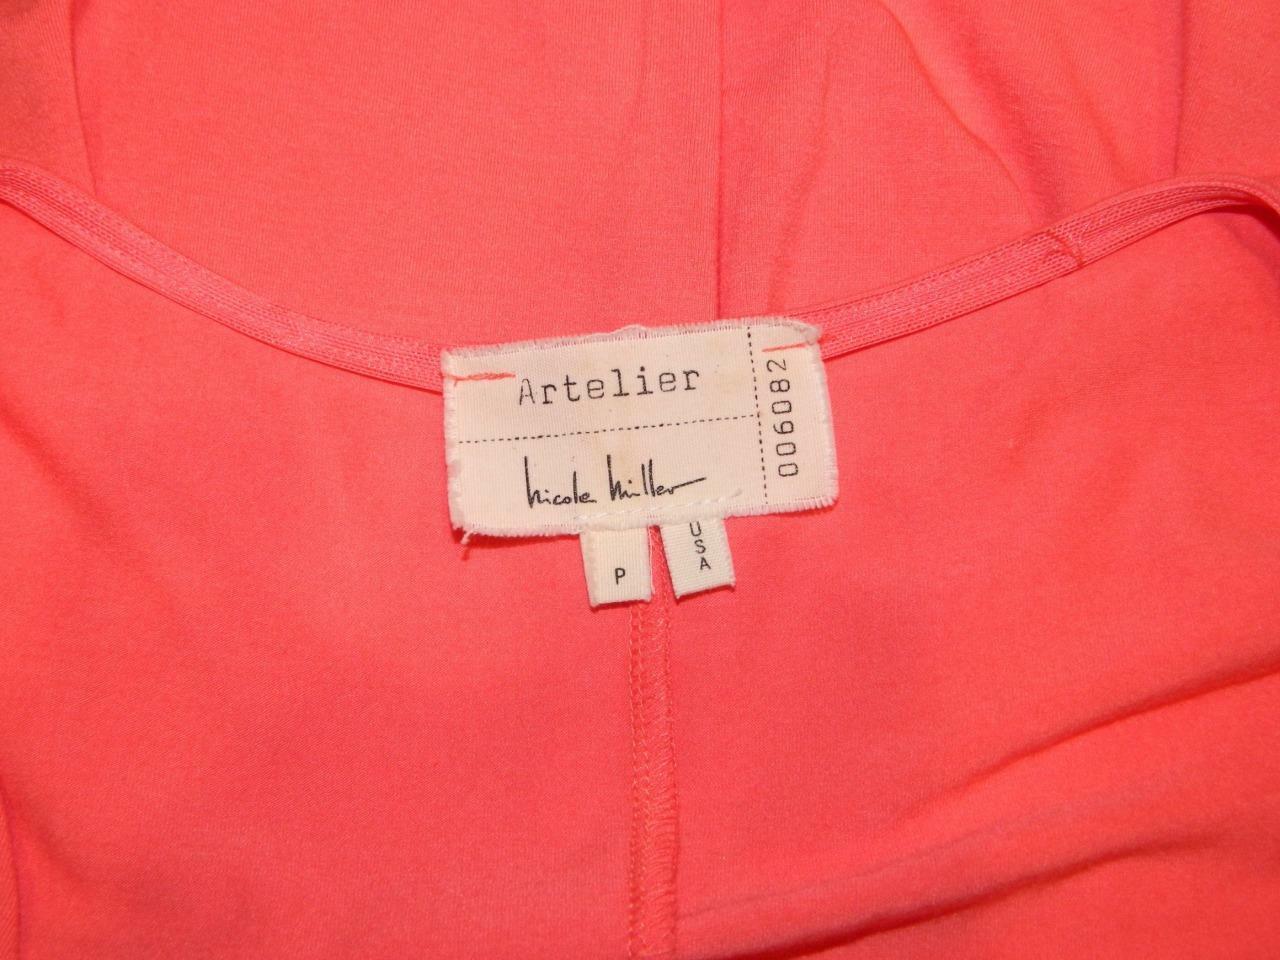 Artelier
nicole miller
006082
P
USA